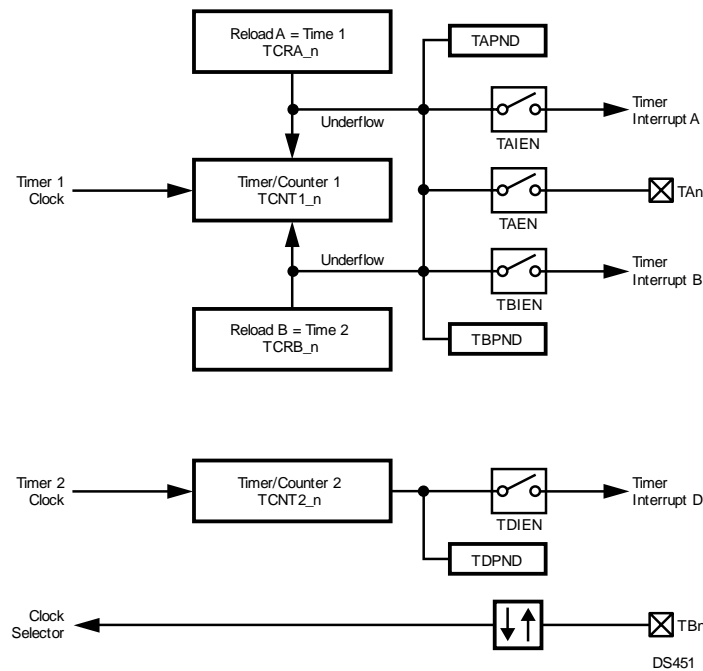 Reload A = Time 1
TCRA_n
TAPND
Underflow
TAIEN
Timer
Interrupt A
Timer 1
Clock
Timer/Counter 1
TCNT1_n
TAEN
TAn
Underflow
TBIEN
Timer
Interrupt B
Reload B = Time 2
TCRB_n
TBPND
Timer 2
Clock
Timer/Counter 2
TCNT2_n
TDIEN
Timer
Interrupt D
TDPND
Clock
Selector
TBn
DS451